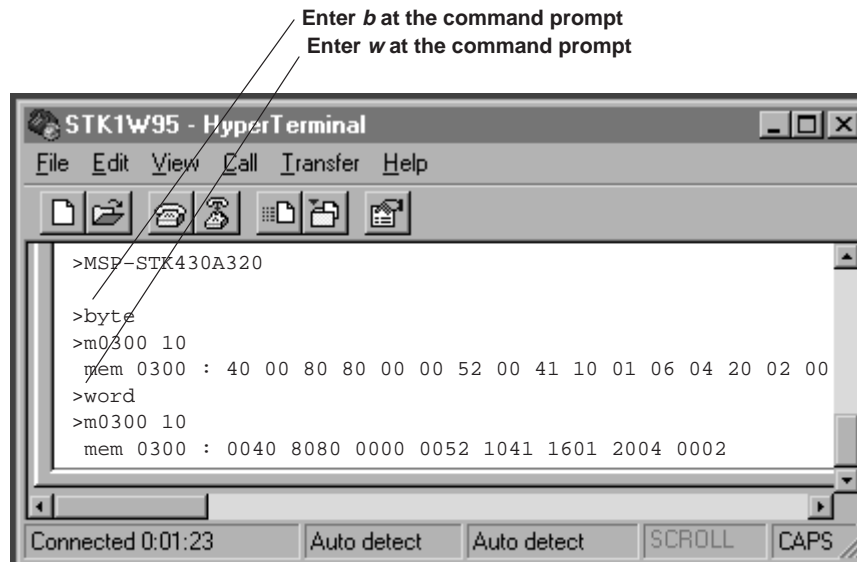 Enter b at the command prompt
Enter w at the command prompt
STK1W95 - HyperTerminal
File Edit View Call Transfer Help
>MSP-STK430A320
>byte
>m0300 10
mem 0300 : 40 00 80 80 00 00 52 00 41 10 01 06 04 20 02 00
>word
>m0300 10
mem 0300 : 0040 8080 0000 0052 1041 1601 2004 0002
Connected 0:01:23 Auto detect Auto detect SCROLL CAPS